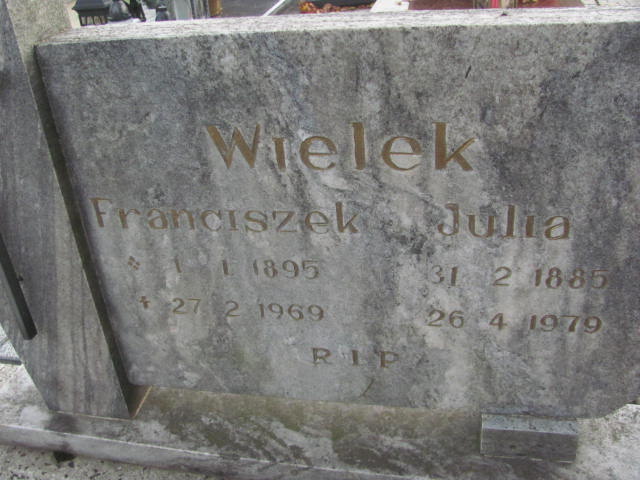 Wielek
Franciszek Julia
* 1 1 1895 31 2 1885
† 27 2 1969 26 4 1979
R I P